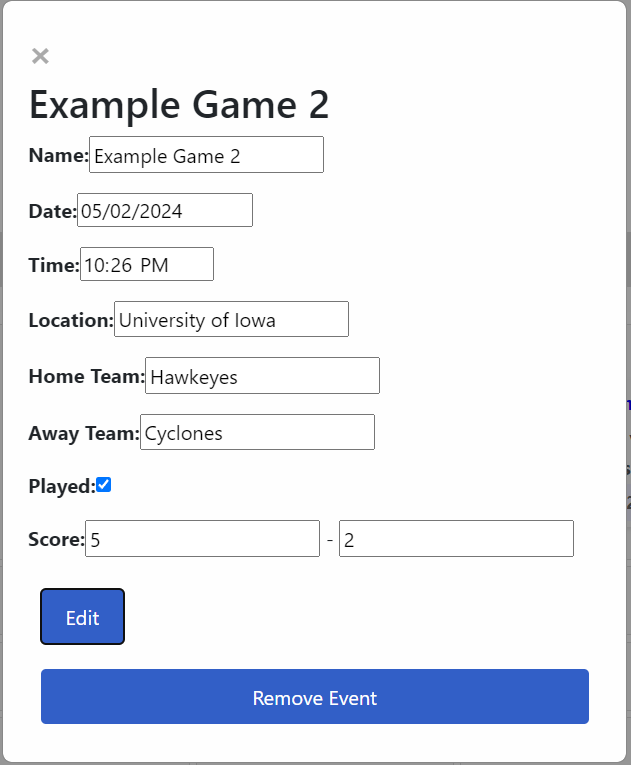 ×
Example Game 2
Name: Example Game 2
Date: 05/02/2024
Time: 10:26 PM
Location: University of Iowa
Home Team: Hawkeyes
Away Team: Cyclones
Played:
Score: 5 - 2
Edit
Remove Event